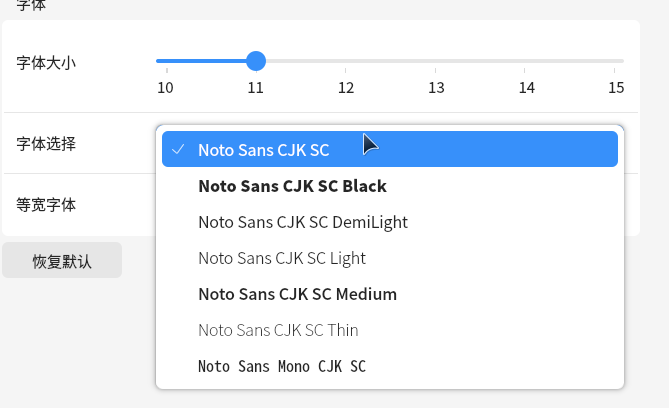 字体
字体大小
10 11 12 13 14 15
字体选择
Noto Sans CJK SC
Noto Sans CJK SC Black
Noto Sans CJK SC DemiLight
等宽字体
恢复默认
Noto Sans CJK SC Light
Noto Sans CJK SC Medium
Noto Sans CJK SC Thin
Noto Sans Mono CJK SC